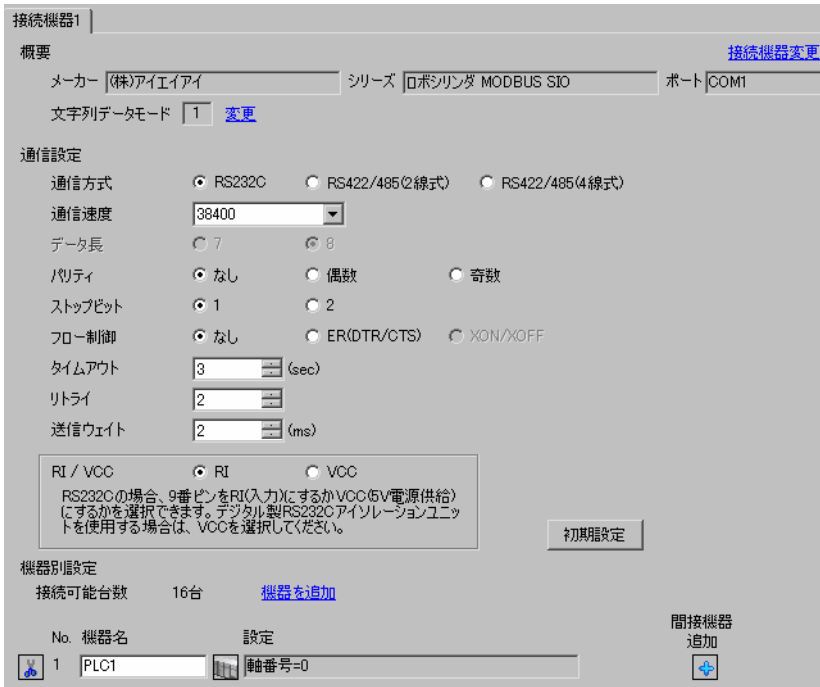 接続機器1
概要 接続機器変更
メーカー (株)アイエイアイ シリーズ ロボシリンダ MODBUS SIO ポート COM1
文字列データモード 1 変更
通信設定
通信方式 RS232C RS422/485(2線式) RS422/485(4線式)
通信速度 38400
データ長 7 8
パリティ なし 偶数 奇数
ストップビット 1 2
フロー制御 なし ER(DTR/CTS) XON/XOFF
タイムアウト 3 (sec)
リトライ 2
送信ウェイト 2 (ms)
RI / VCC RI VCC
RS232Cの場合、9番ピンをRI(入力)にするかVCC(5V電源供給)
にするかを選択できます。デジタル製RS232Cアイソレーションユニッ
トを使用する場合は、VCCを選択してください。
初期設定
機器別設定
接続可能台数 16台 機器を追加
間接機器
追加
No. 機器名 設定
1 PLC1 軸番号=0